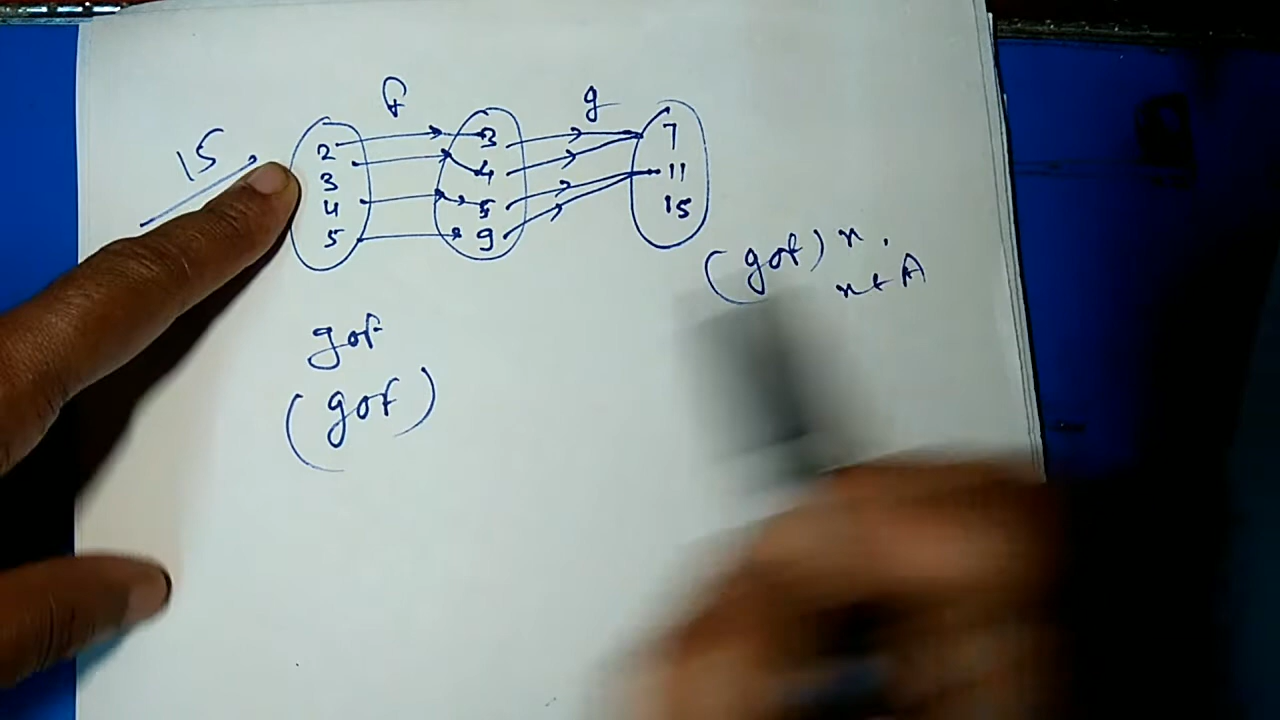 15.
f g
2 3 7
3 4 11
4 5 15
5 9
(gof) x.
x ∈ A
gof
(gof)